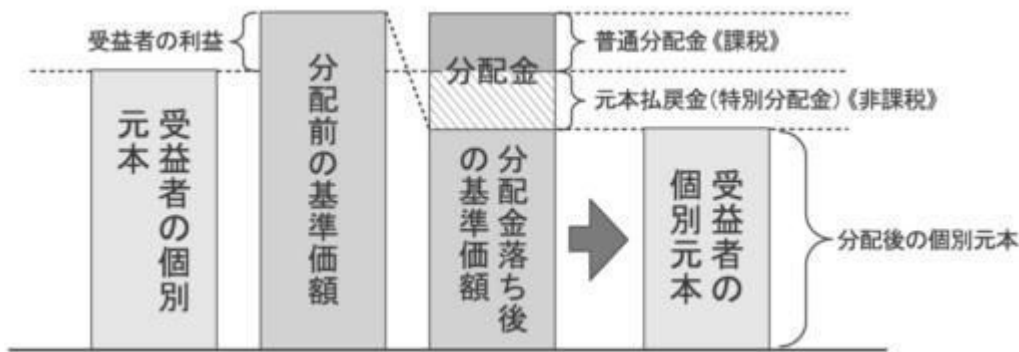 受益者の利益
受益者の個別
元本
分配前の基準価額
分配金
分配金落ち後
の基準価額
普通分配金《課税》
元本払戻金(特別分配金)《非課税》
受益者の
個別元本
分配後の個別元本